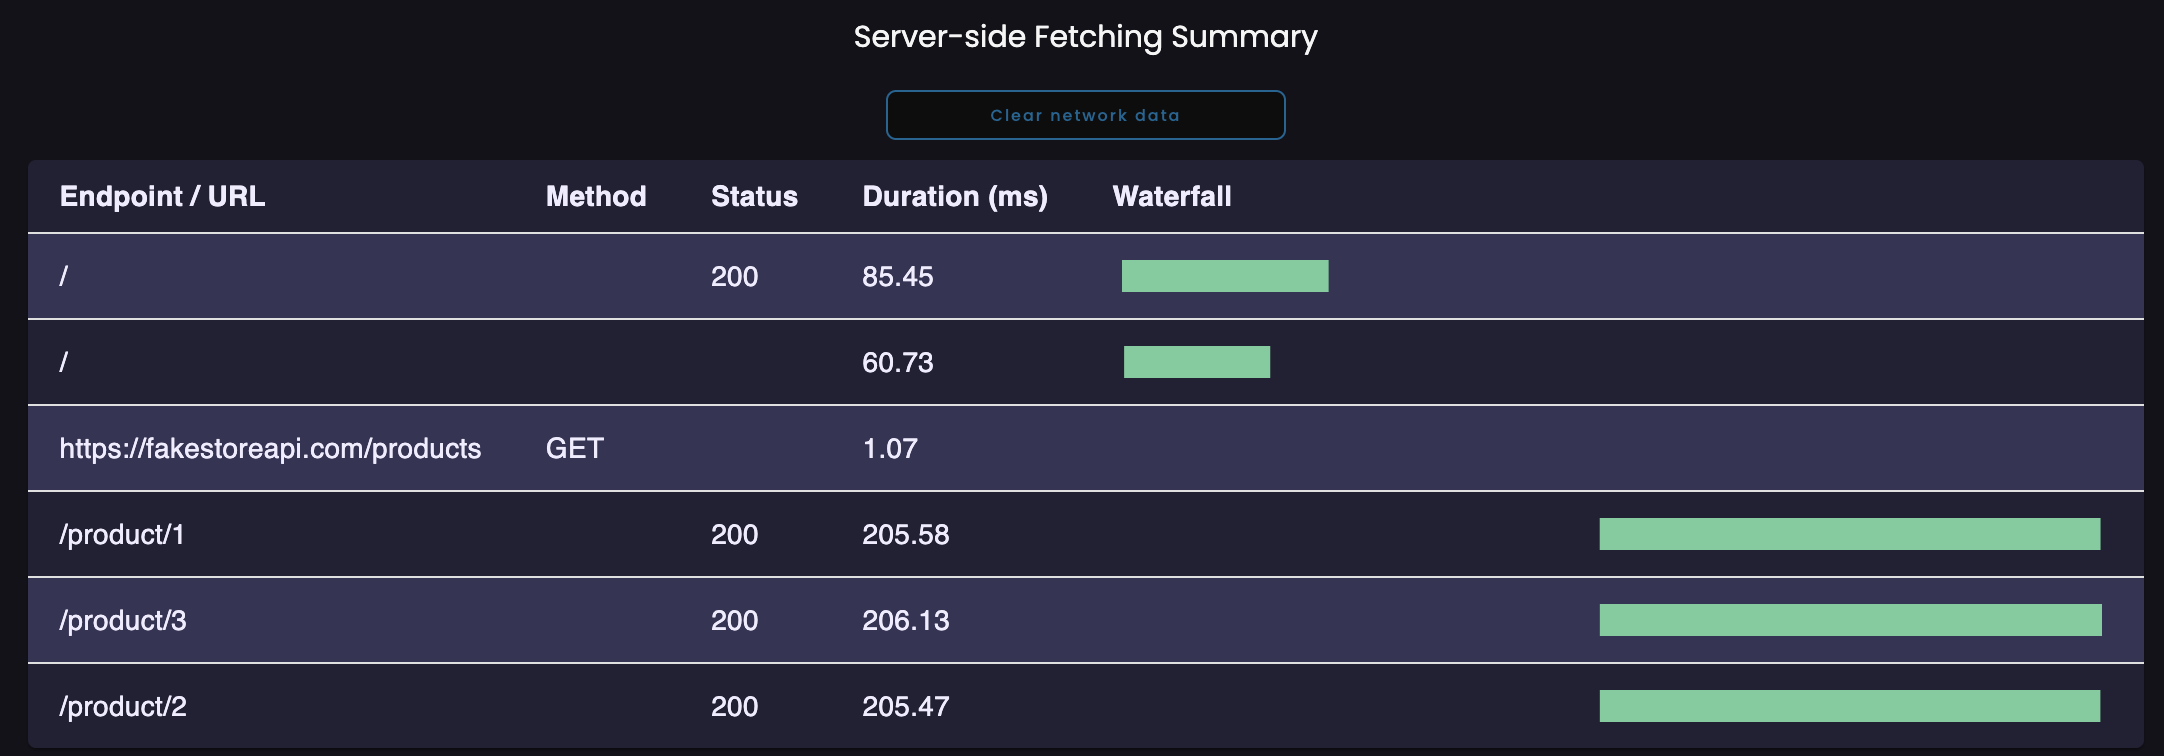 Server-side Fetching Summary
Clear network data
Endpoint / URL Method Status Duration (ms) Waterfall
/ 200 85.45
/ 60.73
https://fakestoreapi.com/products GET 1.07
/product/1 200 205.58
/product/3 200 206.13
/product/2 200 205.47